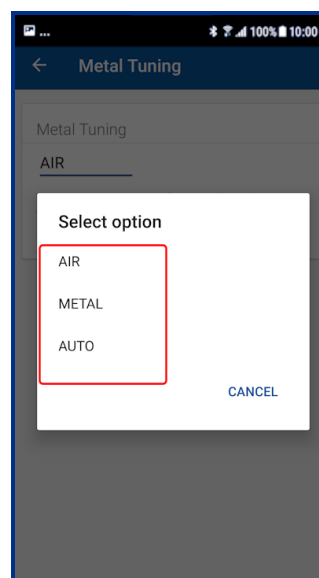 ... 100% 10:00
Metal Tuning
Metal Tuning
AIR
Select option
AIR
METAL
AUTO
CANCEL